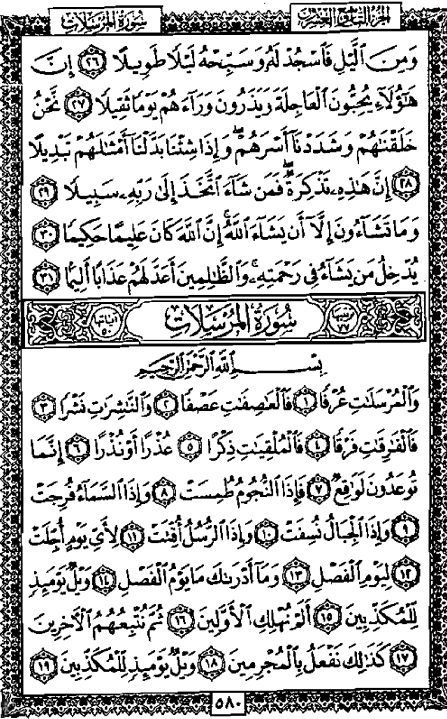 سورة المرسلات الجزء التاسع والعشرون
وَمِنَ ٱلَّيۡلِ فَٱسۡجُدۡ لَهُۥ وَسَبِّحۡهُ لَيۡلٗا طَوِيلًا ٢٦ إِنَّ
هَٰٓؤُلَآءِ يُحِبُّونَ ٱلۡعَاجِلَةَ وَيَذَرُونَ وَرَآءَهُمۡ يَوۡمٗا ثَقِيلٗا ٢٧ نَّحۡنُ
خَلَقۡنَٰهُمۡ وَشَدَدۡنَآ أَسۡرَهُمۡۖ وَإِذَا شِئۡنَا بَدَّلۡنَآ أَمۡثَٰلَهُمۡ تَبۡدِيلًا
٢٨ إِنَّ هَٰذِهِۦ تَذۡكِرَةٞۖ فَمَن شَآءَ ٱتَّخَذَ إِلَىٰ رَبِّهِۦ سَبِيلٗا ٢٩
وَمَا تَشَآءُونَ إِلَّآ أَن يَشَآءَ ٱللَّهُۚ إِنَّ ٱللَّهَ كَانَ عَلِيمًا حَكِيمٗا ٣٠
يُدۡخِلُ مَن يَشَآءُ فِي رَحۡمَتِهِۦۚ وَٱلظَّٰلِمِينَ أَعَدَّ لَهُمۡ عَذَابًا أَلِيمَۢا ٣١
سُورَةُ المُرۡسَلَات
بِسۡمِ ٱللَّهِ ٱلرَّحۡمَٰنِ ٱلرَّحِيمِ
وَٱلۡمُرۡسَلَٰتِ عُرۡفٗا ١ فَٱلۡعَٰصِفَٰتِ عَصۡفٗا ٢ وَٱلنَّٰشِرَٰتِ نَشۡرٗا ٣
فَٱلۡفَٰرِقَٰتِ فَرۡقٗا ٤ فَٱلۡمُلۡقِيَٰتِ ذِكۡرًا ٥ عُذۡرًا أَوۡ نُذۡرًا ٦ إِنَّمَا
تُوعَدُونَ لَوَٰقِعٞ ٧ فَإِذَا ٱلنُّجُومُ طُمِسَتۡ ٨ وَإِذَا ٱلسَّمَآءُ فُرِجَتۡ
٩ وَإِذَا ٱلۡجِبَالُ نُسِفَتۡ ١٠ وَإِذَا ٱلرُّسُلُ أُقِّتَتۡ ١١ لِأَيِّ يَوۡمٍ أُجِّلَتۡ
١٢ لِيَوۡمِ ٱلۡفَصۡلِ ١٣ وَمَآ أَدۡرَىٰكَ مَا يَوۡمُ ٱلۡفَصۡلِ ١٤ وَيۡلٞ يَوۡمَئِذٖ
لِّلۡمُكَذِّبِينَ ١٥ أَلَمۡ نُهۡلِكِ ٱلۡأَوَّلِينَ ١٦ ثُمَّ نُتۡبِعُهُمُ ٱلۡأٓخِرِينَ
١٧ كَذَٰلِكَ نَفۡعَلُ بِٱلۡمُجۡرِمِينَ ١٨ وَيۡلٞ يَوۡمَئِذٖ لِّلۡمُكَذِّبِينَ ١٩
٥٨٠